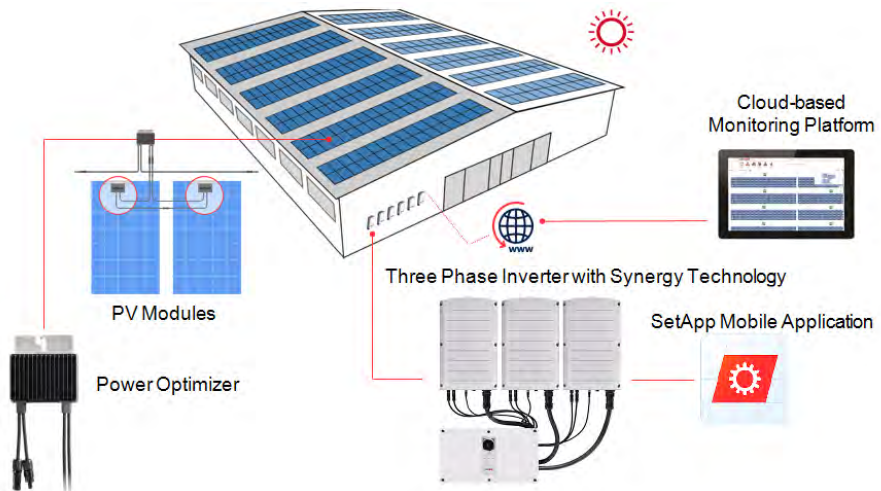 Cloud-based
Monitoring Platform
www
Three Phase Inverter with Synergy Technology
PV Modules
SetApp Mobile Application
Power Optimizer